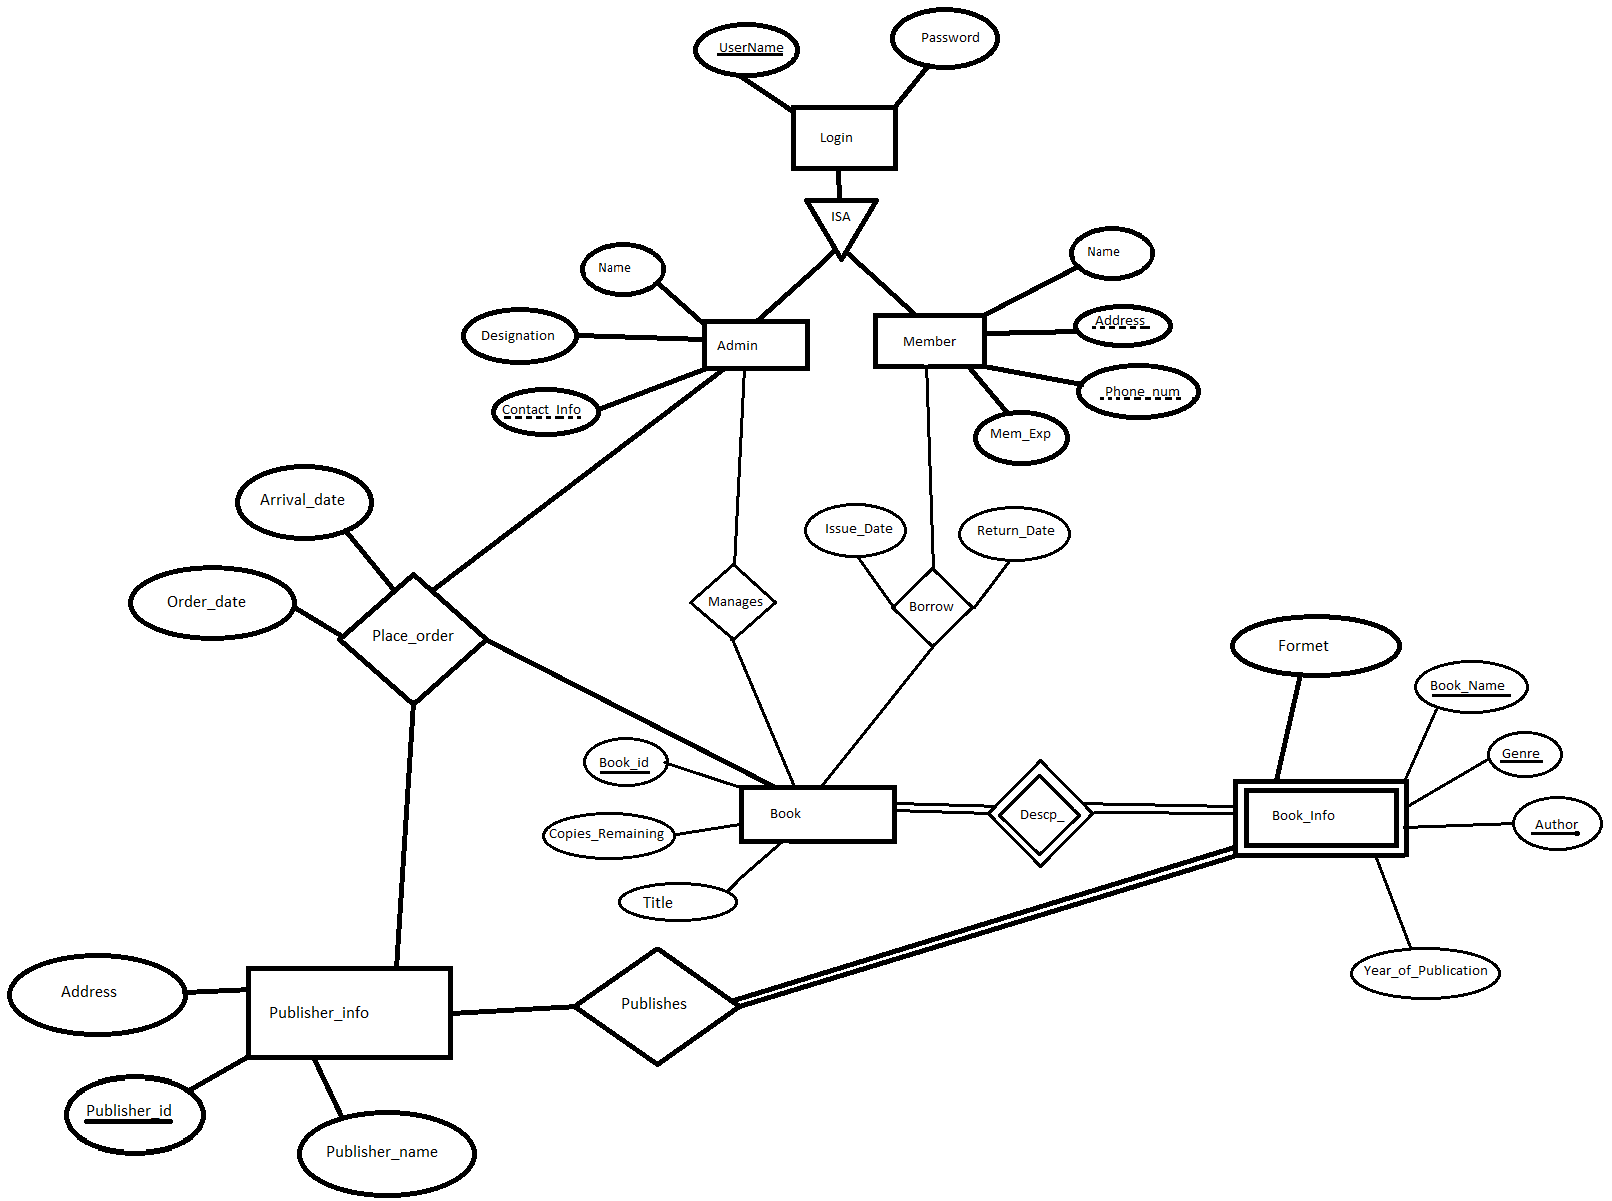 UserName
Password
Login
ISA
Name
Name
Designation
Address
Admin
Member
Contact_Info
Phone_num
Mem_Exp
Arrival_date
Issue_Date
Return_Date
Order_date
Manages
Borrow
Place_order
Formet
Book_Name
Book_id
Genre
Book
Descp_
Book_Info
Copies_Remaining
Author
Title
Year_of_Publication
Address
Publisher_info
Publishes
Publisher_id
Publisher_name